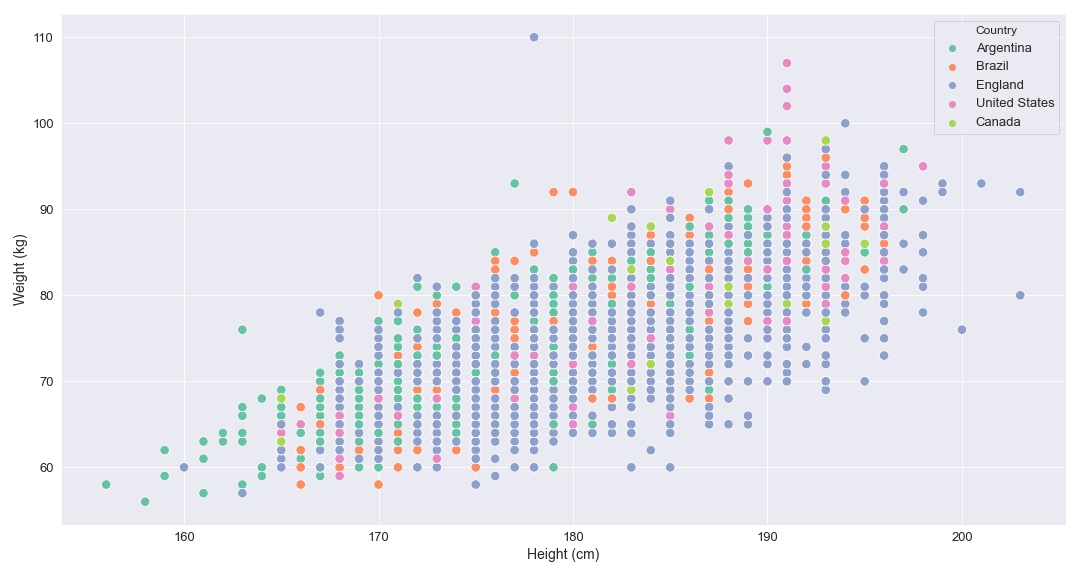 110
100
90
80
70
60
Weight (kg)
160
170
180
190
200
Height (cm)
Country
Argentina
Brazil
England
United States
Canada